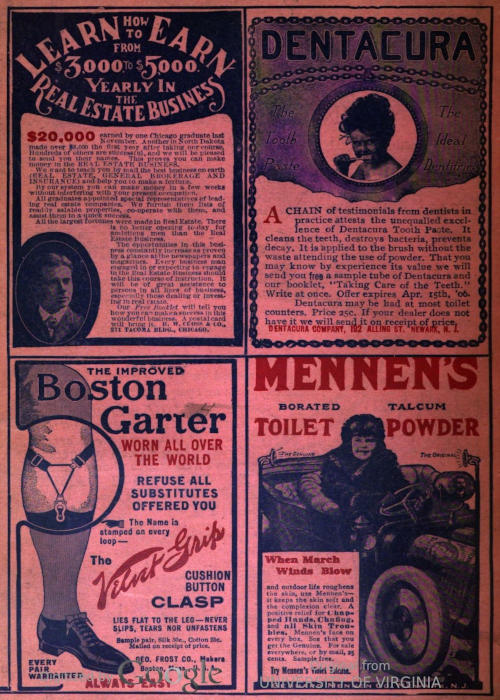 LEARN HOW TO EARN
FROM
$3,000 TO $5,000
YEARLY IN
THE
REAL ESTATE BUSINESS
$20,000 earned by one Chicago graduate last
November. Another in North Dakota
made over $8,000 the first year after taking our course.
Hundreds of others as successful, and we will be pleased
to send you their names. This proves you can make
money in the REAL ESTATE BUSINESS.
We want to teach you by mail the best business on earth
(REAL ESTATE, GENERAL BROKERAGE AND
INSURANCE) and help you to make a fortune.
By our system you can make money in a few weeks
without interfering with your present occupation.
All graduates appointed special representatives of lead-
ing real estate companies. We furnish them lists of
readily salable properties, co-operate with them, and
assist them to a quick success.
All the largest fortunes were made in Real Estate. There
is no better opening to-day for
ambitious men than the Real
Estate Business.
The opportunities in this busi-
ness constantly increase as proven
by a glance at the newspapers and
magazines. Every business man
engaged in or expecting to engage
in the Real Estate Business should
take this course of instruction. It
will be of great assistance to
persons in all lines of business,
especially those dealing or invest-
ing in real estate.
Our Free Booklet will tell you
how you can make a success in this
wonderful business. A postal card
will bring it. H. W. CROSS & CO.,
TACOMA BLDG., CHICAGO.
DENTACURA
The
Tooth
The
Ideal
Dentifrice
A CHAIN of testimonials from dentists in
practice attests the unequalled excel-
lence of Dentacura Tooth Paste. It
cleans the teeth, destroys bacteria, prevents
decay. It is applied to the brush without the
waste attending the use of powder. That you
may know by experience its value we will
send you free a sample tube of Dentacura and
our booklet, "Taking Care of the Teeth."
Write at once. Offer expires Apr. 15th, '06.
Dentacura may be had at most toilet
counters. Price 25c. If your dealer does not
have it we will send it on receipt of price.
DENTACURA COMPANY, 102 ALLING ST. NEWARK, N. J.
THE IMPROVED
Boston
Garter
WORN ALL OVER
THE WORLD
REFUSE ALL
SUBSTITUTES
OFFERED YOU
The Name is
stamped on every
loop—
The
Velvet Grip
CUSHION
BUTTON
CLASP
LIES FLAT TO THE LEG—NEVER
SLIPS, TEARS NOR UNFASTENS
Sample pair, Silk 50c., Cotton 25c.
Mailed on receipt of price.
GEO. FROST CO., Makers
Boston,
EVERY
PAIR
WARRANTED
ALWAYS EASY
MENNEN'S
BORATED TALCUM
TOILET POWDER
THE GENUINE
THE ORIGINAL
When March
Winds Blow
and outdoor life roughens
the skin, use Mennen's—
it keeps the skin soft and
the complexion clear. A
positive relief for Chap-
ped Hands, Chafing,
and all Skin Trou-
bles. Mennen's face on
every box. See that you
get the Genuine. For sale
everywhere, or by mail, 25
cents. Sample free.
Try Mennen's Violet Talcum.
N. J.
Google
from
UNIVERSITY OF VIRGINIA